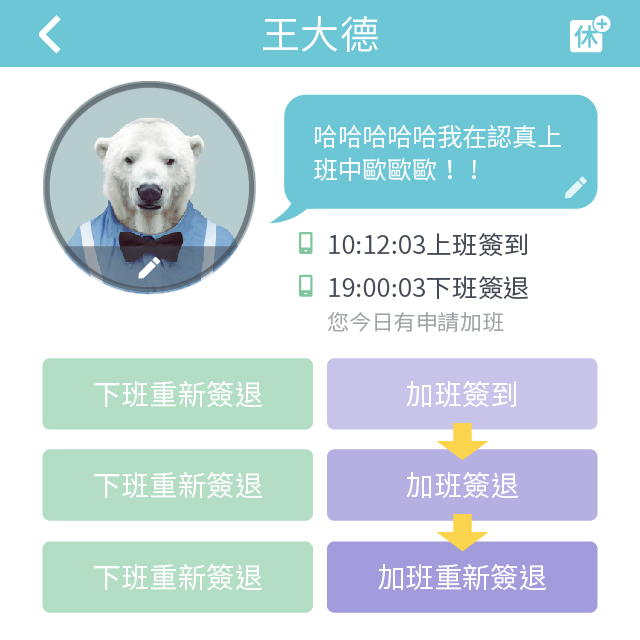 王大德
休
哈哈哈哈哈我在認真上
班中歐歐歐！！
10:12:03上班簽到
19:00:03下班簽退
您今日有申請加班
下班重新簽退
加班簽到
下班重新簽退
加班簽退
下班重新簽退
加班重新簽退